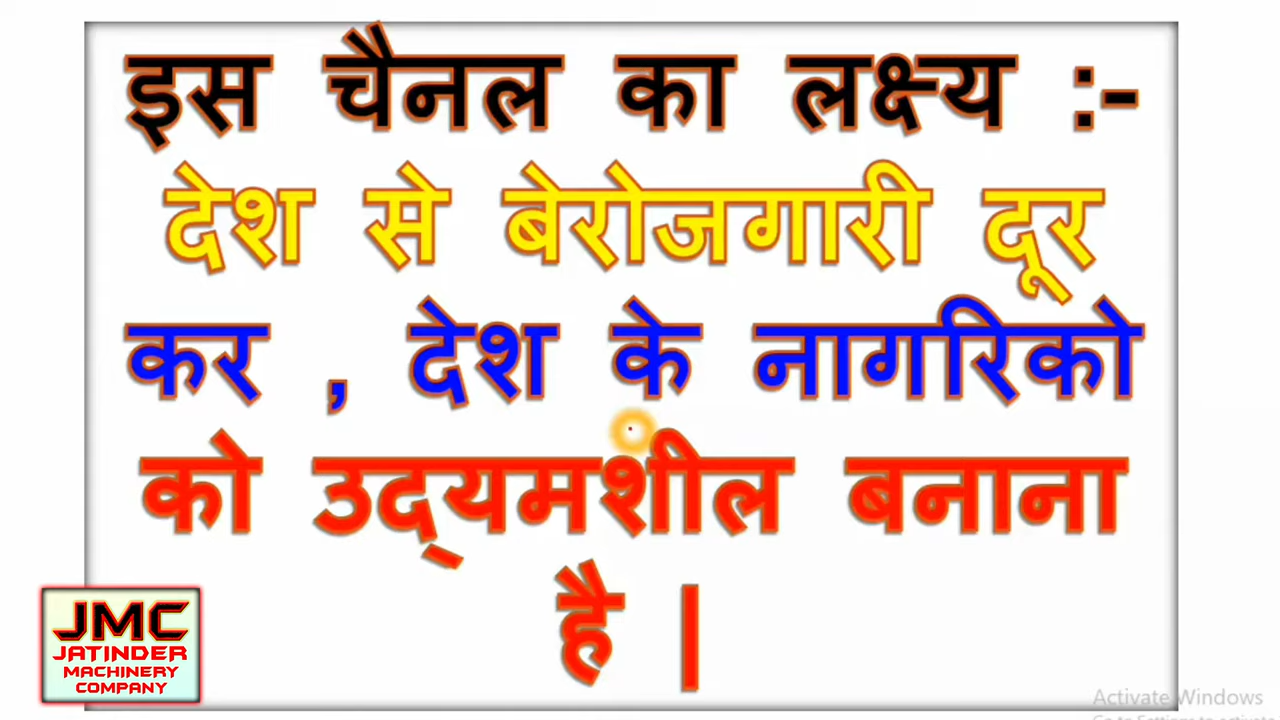 इस चैनल का लक्ष्य :-
देश से बेरोजगारी दूर
कर , देश के नागरिको
को उद्यमशील बनाना
है |
JMC
JATINDER
MACHINERY
COMPANY
Activate Windows